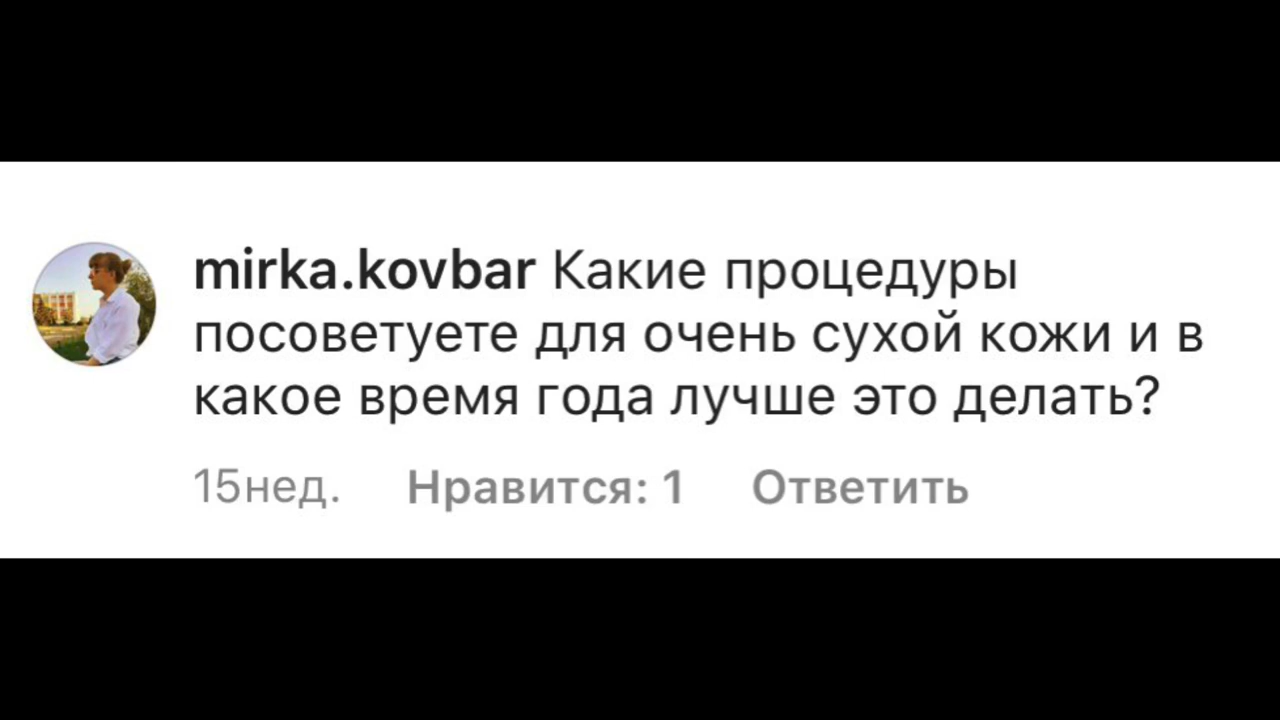 mirka.kovbar Какие процедуры
посоветуете для очень сухой кожи и в
какое время года лучше это делать?
15нед. Нравится: 1 Ответить